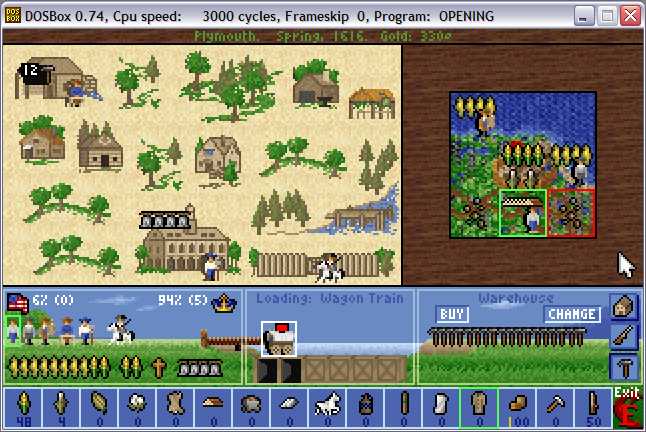 DOS BOX DOSBox 0.74, Cpu speed: 3000 cycles, Frameskip 0, Program: OPENING
Plymouth. Spring, 1616. Gold: 330¢
12
6% (0) 94% (5) Loading: Wagon Train Warehouse
BUY CHANGE
Exit
48 4 0 0 0 0 0 0 0 0 0 0 0 100 0 50